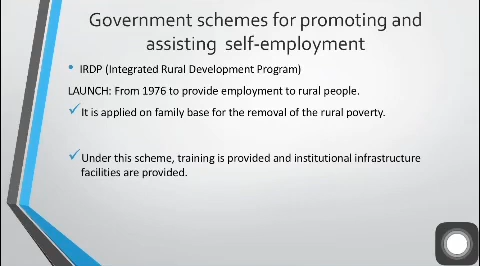 Government schemes for promoting and
assisting self-employment
• IRDP (Integrated Rural Development Program)
LAUNCH: From 1976 to provide employment to rural people.
✓It is applied on family base for the removal of the rural poverty.
✓Under this scheme, training is provided and institutional infrastructure
facilities are provided.